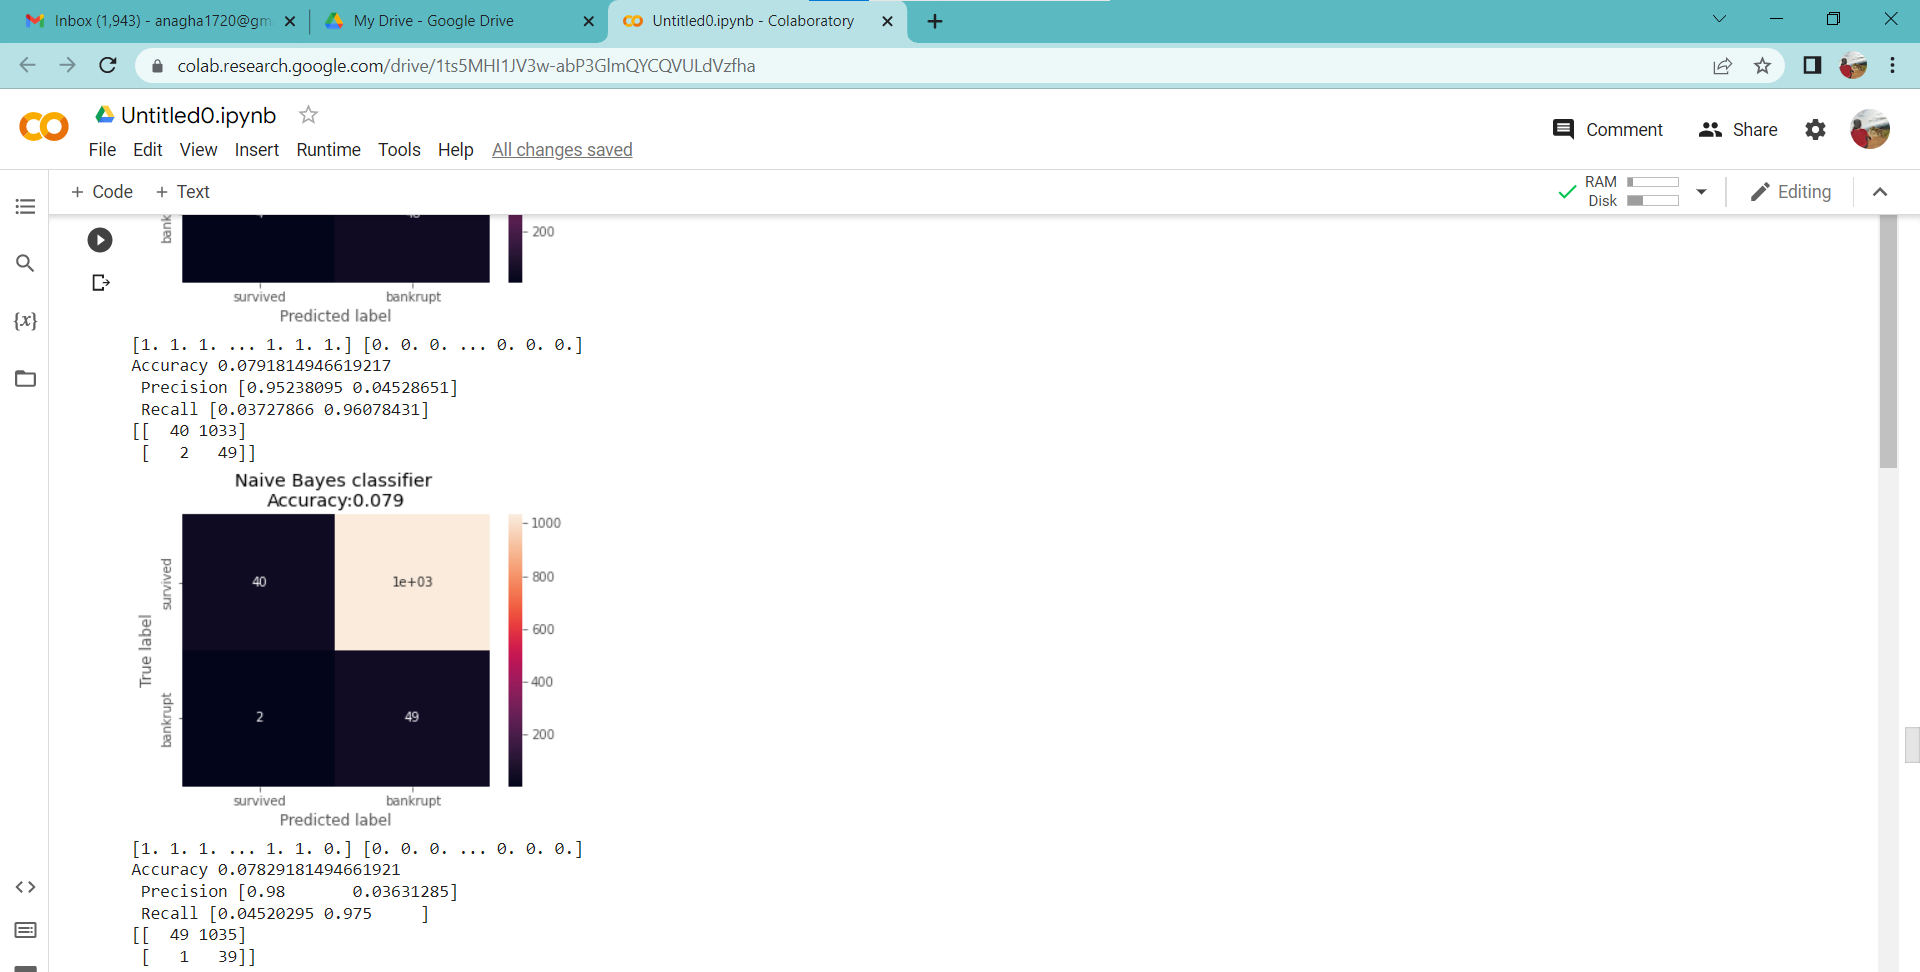 Inbox (1,943) - anagha1720@gm
My Drive - Google Drive
Untitled0.ipynb - Colaboratory
colab.research.google.com/drive/1ts5MHI1JV3w-abP3GlmQYCQVULdVzfha
Untitled0.ipynb
Comment
Share
File Edit View Insert Runtime Tools Help All changes saved
+ Code + Text
RAM
Disk
Editing
{x}
bank
200
survived bankrupt
Predicted label
[1. 1. 1. ... 1. 1. 1.] [0. 0. 0. ... 0. 0. 0.]
Accuracy 0.0791814946619217
Precision [0.95238095 0.04528651]
Recall [0.03727866 0.96078431]
[[ 40 1033]
[ 2 49]]
Naive Bayes classifier
Accuracy:0.079
1000
800
600
400
200
True label
survived
bankrupt
40 1e+03
2 49
survived bankrupt
Predicted label
[1. 1. 1. ... 1. 1. 0.] [0. 0. 0. ... 0. 0. 0.]
Accuracy 0.07829181494661921
Precision [0.98 0.03631285]
Recall [0.04520295 0.975 ]
[[ 49 1035]
[ 1 39]]